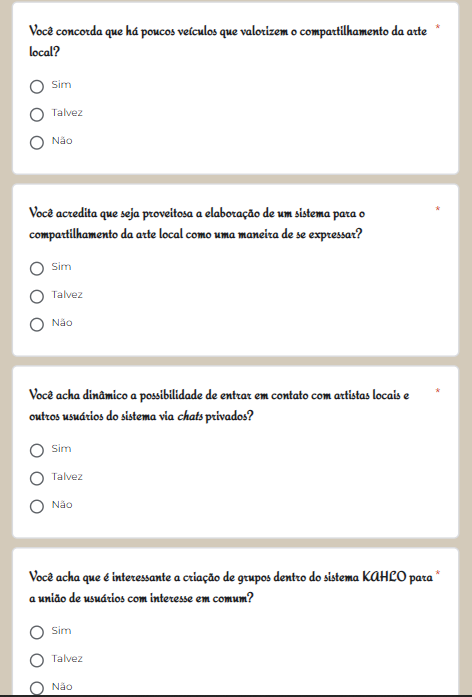 Você concorda que há poucos veículos que valorizem o compartilhamento da arte *
local?
Sim
Talvez
Não
Você acredita que seja proveitosa a elaboração de um sistema para o *
compartilhamento da arte local como uma maneira de se expressar?
Sim
Talvez
Não
Você acha dinâmico a possibilidade de entrar em contato com artistas locais e *
outros usuários do sistema via chats privados?
Sim
Talvez
Não
Você acha que é interessante a criação de grupos dentro do sistema KAHLO para *
a união de usuários com interesse em comum?
Sim
Talvez
Não